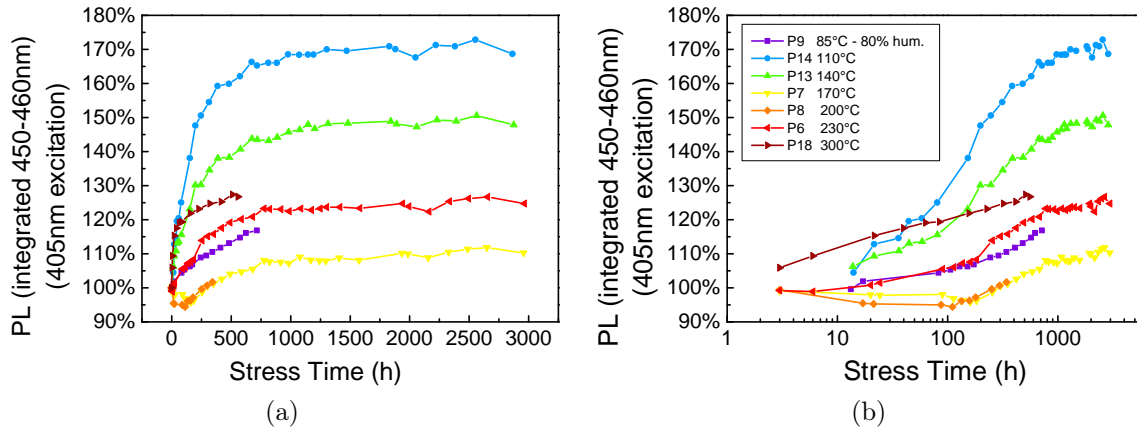 PL (integrated 450-460nm)
(405nm excitation)
180%
170%
160%
150%
140%
130%
120%
110%
100%
90%
0 500 1000 1500 2000 2500 3000
Stress Time (h)
(a)
PL (integrated 450-460nm)
(405nm excitation)
180%
170%
160%
150%
140%
130%
120%
110%
100%
90%
P9 85°C - 80% hum.
P14 110°C
P13 140°C
P7 170°C
P8 200°C
P6 230°C
P18 300°C
1 10 100 1000
Stress Time (h)
(b)